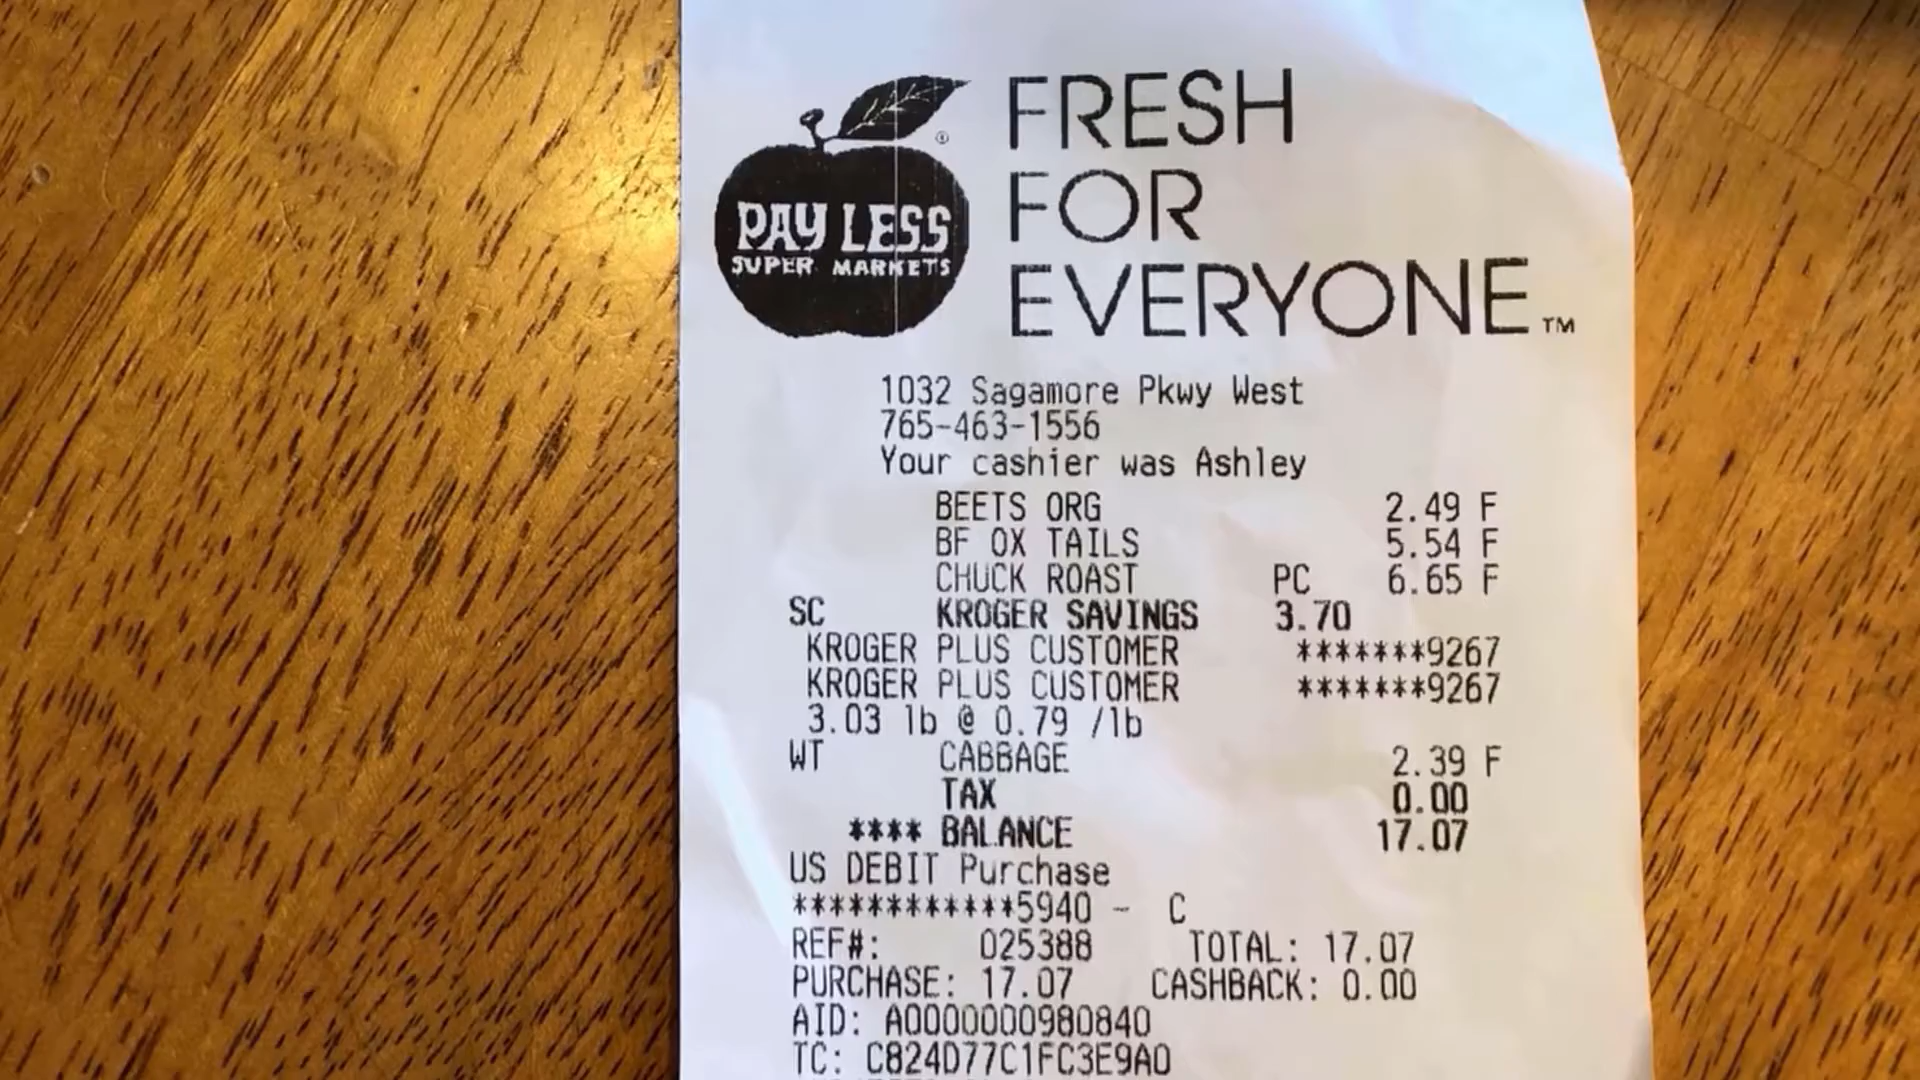 FRESH
FOR
EVERYONE™
PAY LESS
SUPER MARKETS
®
1032 Sagamore Pkwy West
765-463-1556
Your cashier was Ashley
BEETS ORG 2.49 F
BF OX TAILS 5.54 F
CHUCK ROAST PC 6.65 F
SC KROGER SAVINGS 3.70
KROGER PLUS CUSTOMER *******9267
KROGER PLUS CUSTOMER *******9267
3.03 lb @ 0.79 /lb
WT CABBAGE 2.39 F
TAX 0.00
**** BALANCE 17.07
US DEBIT Purchase
************5940 - C
REF#: 025388 TOTAL: 17.07
PURCHASE: 17.07 CASHBACK: 0.00
AID: A0000000980840
TC: C824D77C1FC3E9A0